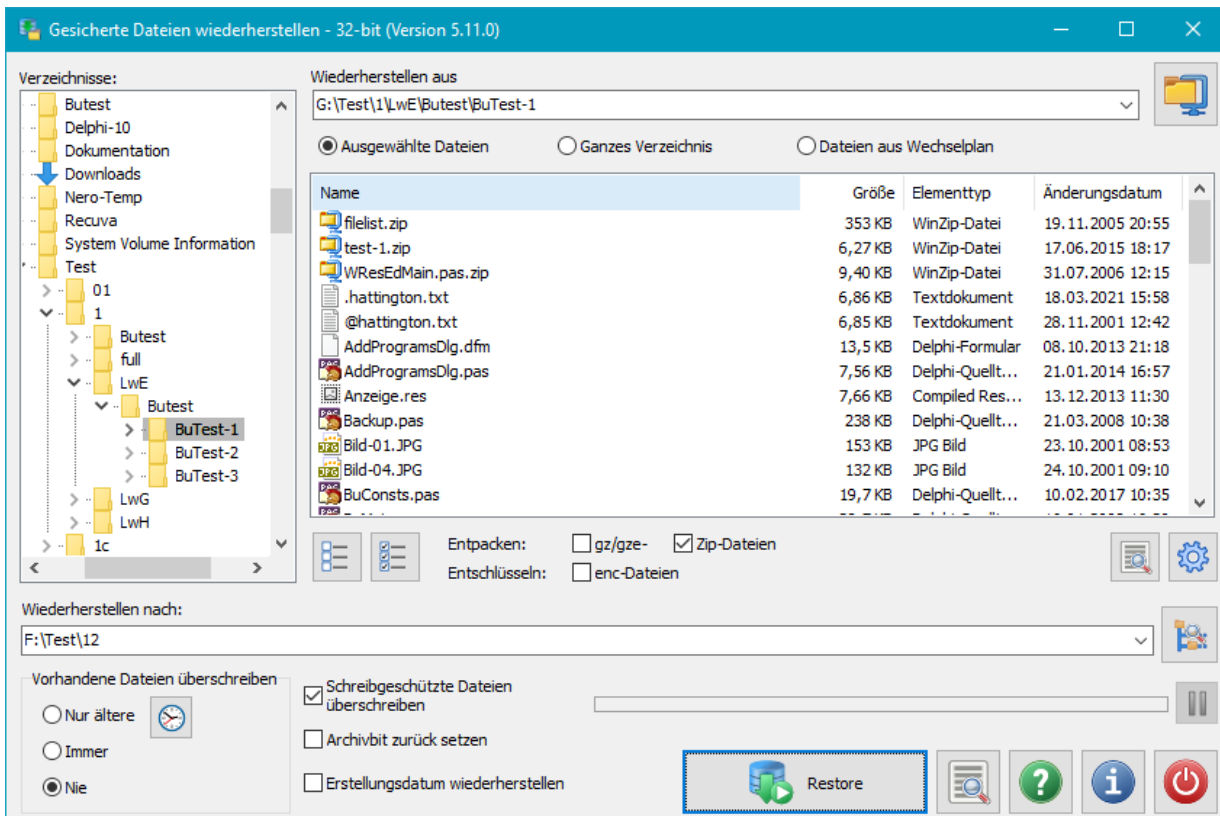 Gesicherte Dateien wiederherstellen - 32-bit (Version 5.11.0)
Verzeichnisse:
Butest
Delphi-10
Dokumentation
Downloads
Nero-Temp
Recuva
System Volume Information
Test
01
1
Butest
full
LwE
Butest
BuTest-1
BuTest-2
BuTest-3
LwG
LwH
1c
Wiederherstellen aus
G:\Test\1\LwE\Butest\BuTest-1
Ausgewählte Dateien Ganzes Verzeichnis Dateien aus Wechselplan
Name Größe Elementtyp Änderungsdatum
filelist.zip 353 KB WinZip-Datei 19.11.2005 20:55
test-1.zip 6,27 KB WinZip-Datei 17.06.2015 18:17
WResEdMain.pas.zip 9,40 KB WinZip-Datei 31.07.2006 12:15
.hattington.txt 6,86 KB Textdokument 18.03.2021 15:58
@hattington.txt 6,85 KB Textdokument 28.11.2001 12:42
AddProgramsDlg.dfm 13,5 KB Delphi-Formular 08.10.2013 21:18
AddProgramsDlg.pas 7,56 KB Delphi-Quellt... 21.01.2014 16:57
Anzeige.res 7,66 KB Compiled Res... 13.12.2013 11:30
Backup.pas 238 KB Delphi-Quellt... 21.03.2008 10:38
Bild-01.JPG 153 KB JPG Bild 23.10.2001 08:53
Bild-04.JPG 132 KB JPG Bild 24.10.2001 09:10
BuConsts.pas 19,7 KB Delphi-Quellt... 10.02.2017 10:35
Entpacken: gz/gze- Zip-Dateien
Entschlüsseln: enc-Dateien
Wiederherstellen nach:
F:\Test\12
Vorhandene Dateien überschreiben
Nur ältere
Immer
Nie
Schreibgeschützte Dateien
überschreiben
Archivbit zurück setzen
Erstellungsdatum wiederherstellen
Restore